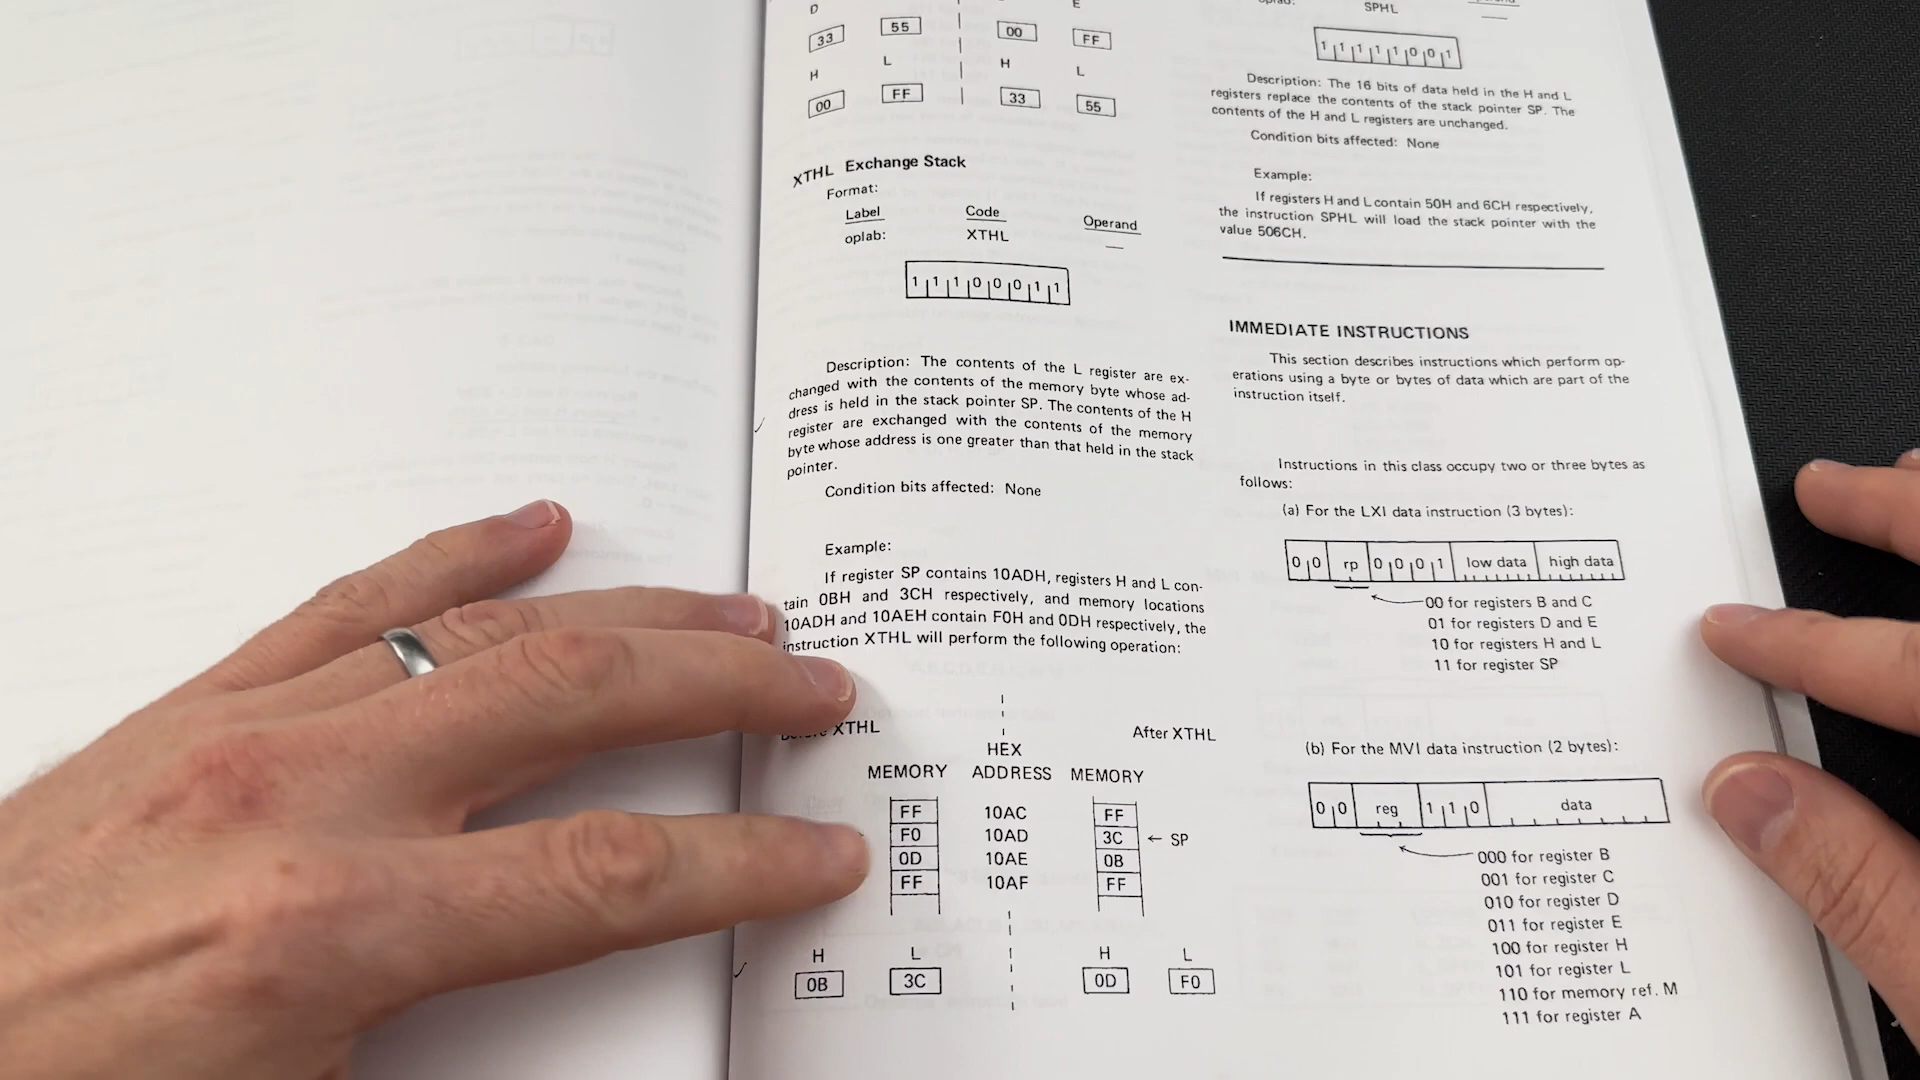 D
E
33
55
00
FF
H
L
H
L
00
FF
33
55
XTHL Exchange Stack
Format:
Label
Code
Operand
oplab:
XTHL
—
1 1 1 0 0 0 1 1
Description: The contents of the L register are ex-
changed with the contents of the memory byte whose ad-
dress is held in the stack pointer SP. The contents of the H
register are exchanged with the contents of the memory
byte whose address is one greater than that held in the stack
pointer.
Condition bits affected: None
Example:
If register SP contains 10ADH, registers H and L con-
tain 0BH and 3CH respectively, and memory locations
10ADH and 10AEH contain F0H and 0DH respectively, the
instruction XTHL will perform the following operation:
XTHL
After XTHL
HEX
MEMORY ADDRESS MEMORY
FF 10AC FF
F0 10AD 3C ← SP
0D 10AE 0B
FF 10AF FF
H L H L
0B 3C 0D F0
SPHL
—
1 1 1 1 1 0 0 1
Description: The 16 bits of data held in the H and L
registers replace the contents of the stack pointer SP. The
contents of the H and L registers are unchanged.
Condition bits affected: None
Example:
If registers H and L contain 50H and 6CH respectively,
the instruction SPHL will load the stack pointer with the
value 506CH.
IMMEDIATE INSTRUCTIONS
This section describes instructions which perform op-
erations using a byte or bytes of data which are part of the
instruction itself.
Instructions in this class occupy two or three bytes as
follows:
(a) For the LXI data instruction (3 bytes):
0 0 rp 0 0 0 1 low data high data
00 for registers B and C
01 for registers D and E
10 for registers H and L
11 for register SP
(b) For the MVI data instruction (2 bytes):
0 0 reg 1 1 0 data
000 for register B
001 for register C
010 for register D
011 for register E
100 for register H
101 for register L
110 for memory ref. M
111 for register A